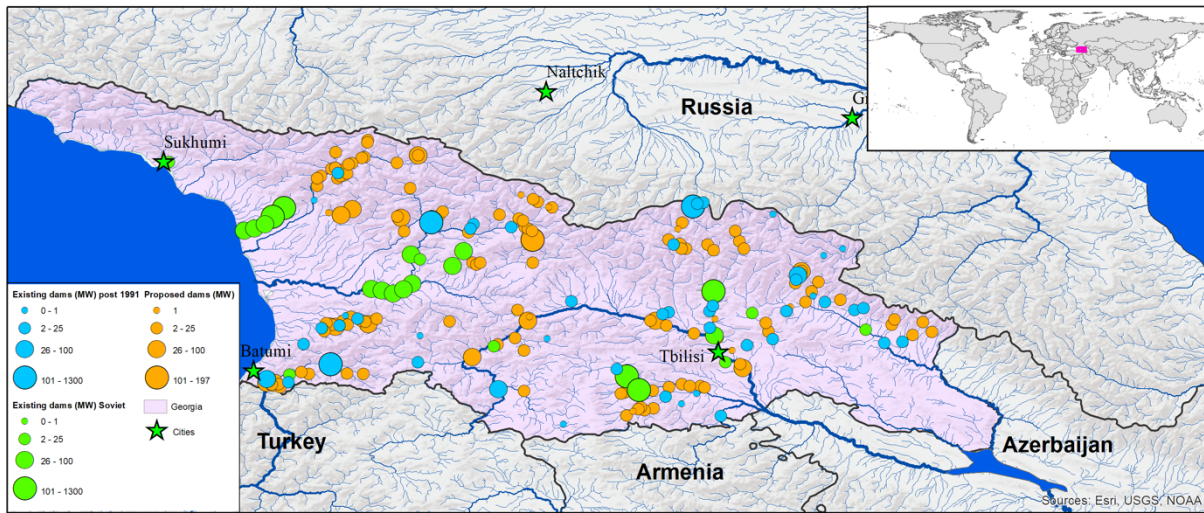 Naltchik
Russia
G
Sukhumi
Existing dams (MW) post 1991
0 - 1
2 - 25
26 - 100
101 - 1300
Proposed dams (MW)
1
2 - 25
26 - 100
101 - 197
Existing dams (MW) Soviet
0 - 1
2 - 25
26 - 100
101 - 1300
Georgia
Cities
Batumi
Tbilisi
Turkey
Armenia
Azerbaijan
Sources: Esri, USGS, NOAA